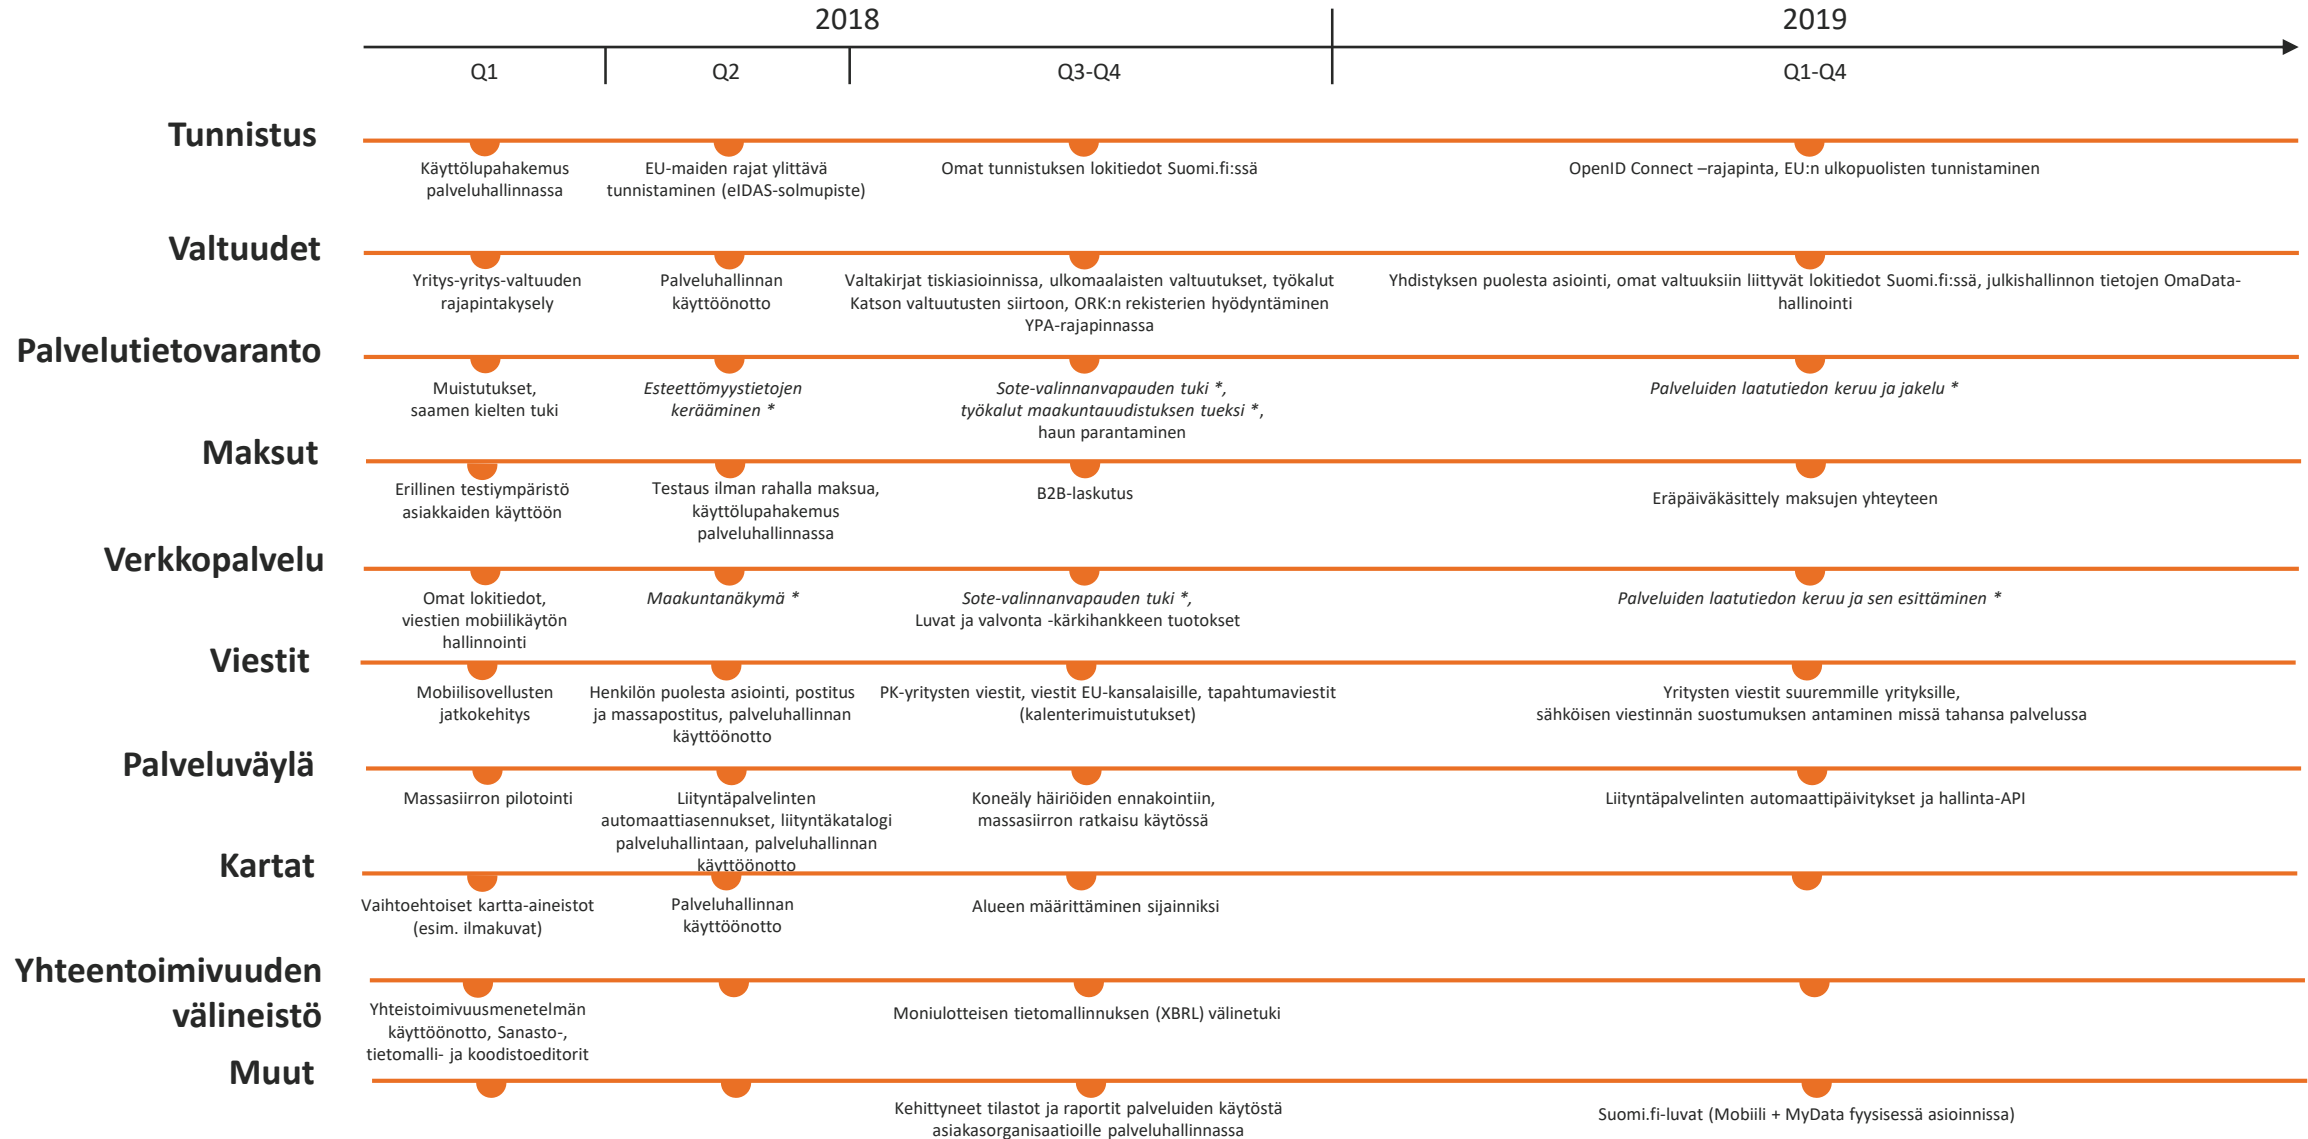 2018
2019
Q1
Q2
Q3-Q4
Q1-Q4
Tunnistus
Käyttölupahakemus
palveluhallinnassa
EU-maiden rajat ylittävä
tunnistaminen (eIDAS-solmupiste)
Omat tunnistuksen lokitiedot Suomi.fi:ssä
OpenID Connect –rajapinta, EU:n ulkopuolisten tunnistaminen
Valtuudet
Yritys-yritys-valtuuden
rajapintakysely
Palveluhallinnan
käyttöönotto
Valtakirjat tiskiasioinnissa, ulkomaalaisten valtuutukset, työkalut
Katson valtuutusten siirtoon, ORK:n rekisterien hyödyntäminen
YPA-rajapinnassa
Yhdistyksen puolesta asiointi, omat valtuuksiin liittyvät lokitiedot Suomi.fi:ssä, julkishallinnon tietojen OmaData-
hallinointi
Palvelutietovaranto
Muistutukset,
saamen kielten tuki
Esteettömyystietojen
kerääminen *
Sote-valinnanvapauden tuki *,
työkalut maakuntauudistuksen tueksi *,
haun parantaminen
Palveluiden laatutiedon keruu ja jakelu *
Maksut
Erillinen testiympäristö
asiakkaiden käyttöön
Testaus ilman rahalla maksua,
käyttölupahakemus
palveluhallinnassa
B2B-laskutus
Eräpäiväkäsittely maksujen yhteyteen
Verkkopalvelu
Omat lokitiedot,
viestien mobiilikäytön
hallinnointi
Maakuntanäkymä *
Sote-valinnanvapauden tuki *,
Luvat ja valvonta -kärkihankkeen tuotokset
Palveluiden laatutiedon keruu ja sen esittäminen *
Viestit
Mobiilisovellusten
jatkokehitys
Henkilön puolesta asiointi, postitus
ja massapostitus, palveluhallinnan
käyttöönotto
PK-yritysten viestit, viestit EU-kansalaisille, tapahtumaviestit
(kalenterimuistutukset)
Yritysten viestit suuremmille yrityksille,
sähköisen viestinnän suostumuksen antaminen missä tahansa palvelussa
Palveluväylä
Massasiirron pilotointi
Liityntäpalvelinten
automaattiasennukset, liityntäkatalogi
palveluhallintaan, palveluhallinnan
käyttöönotto
Koneäly häiriöiden ennakointiin,
massasiirron ratkaisu käytössä
Liityntäpalvelinten automaattipäivitykset ja hallinta-API
Kartat
Vaihtoehtoiset kartta-aineistot
(esim. ilmakuvat)
Palveluhallinnan
käyttöönotto
Alueen määrittäminen sijainniksi
Yhteentoimivuuden
välineistö
Yhteistoimivuusmenetelmän
käyttöönotto, Sanasto-,
tietomalli- ja koodistoeditorit
Moniulotteisen tietomallinnuksen (XBRL) välinetuki
Muut
Kehittyneet tilastot ja raportit palveluiden käytöstä
asiakasorganisaatioille palveluhallinnassa
Suomi.fi-luvat (Mobiili + MyData fyysisessä asioinnissa)